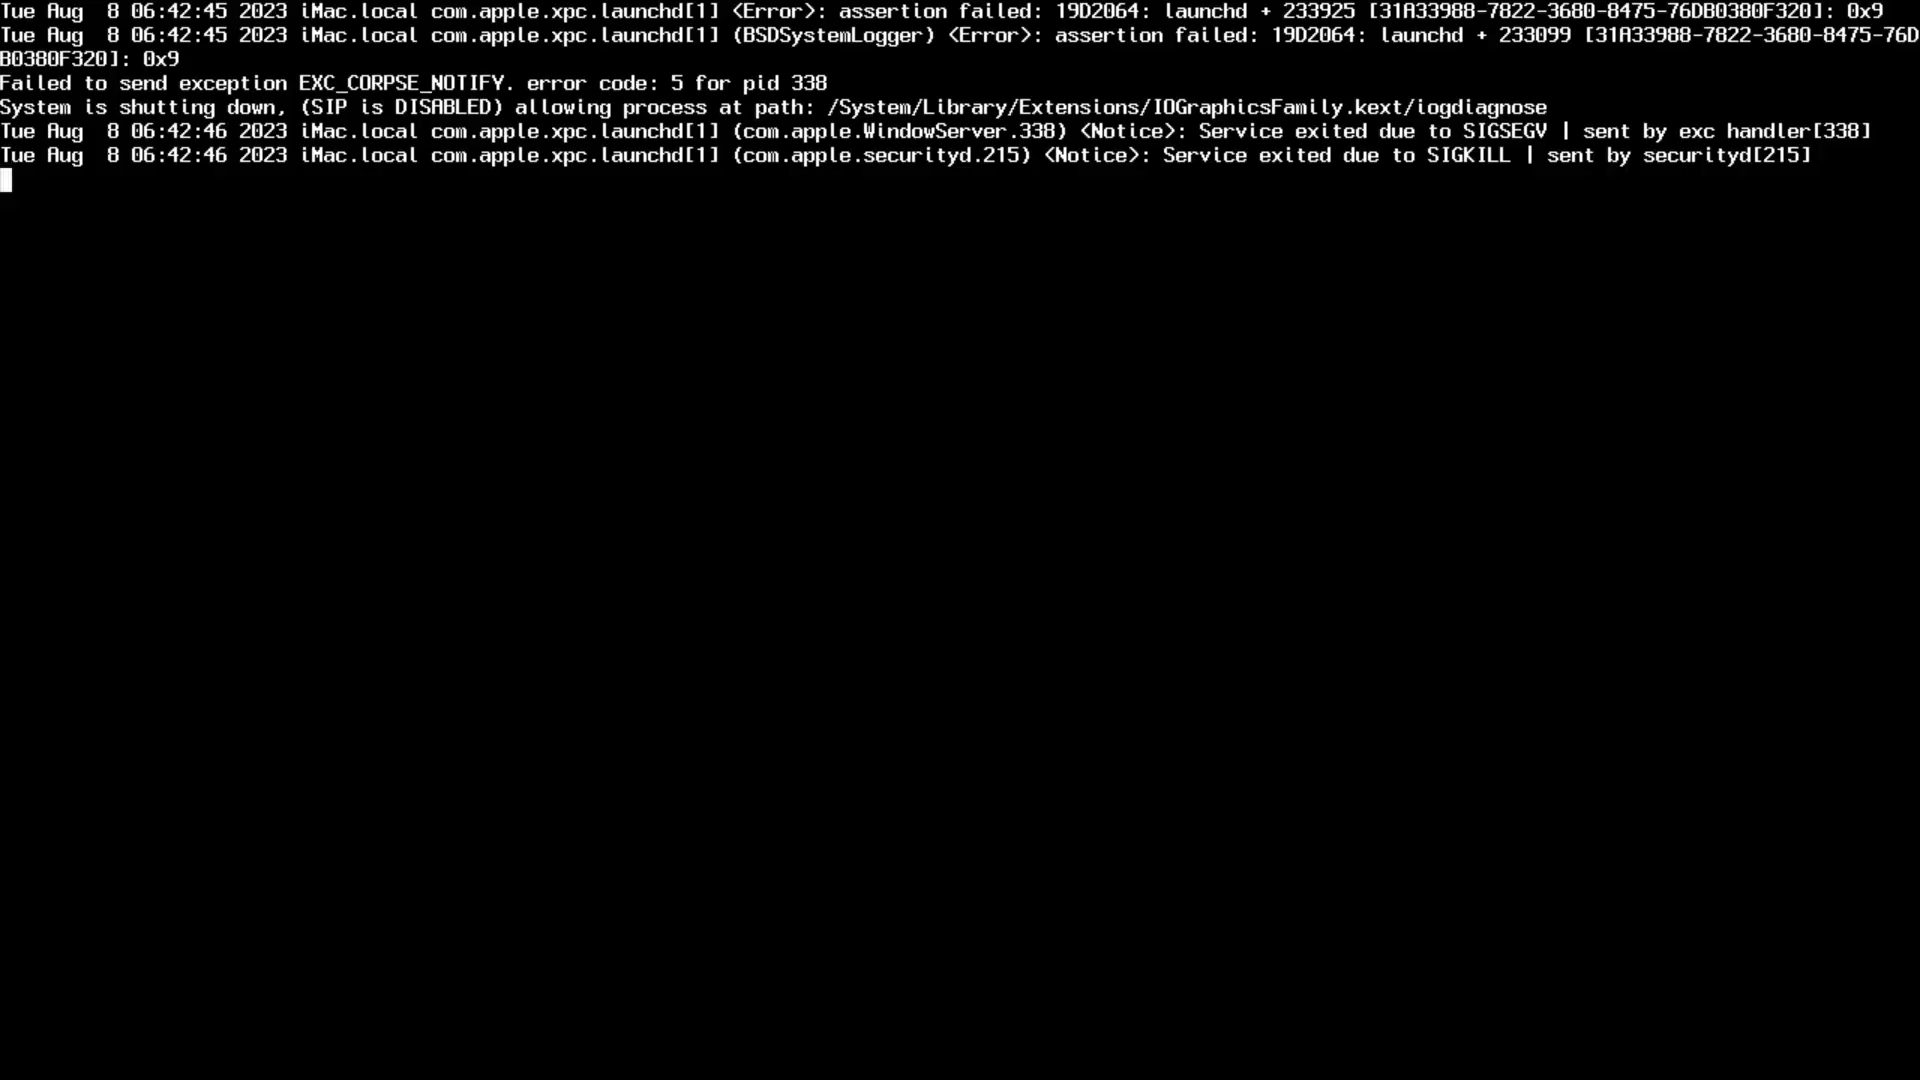 Tue Aug  8 06:42:45 2023 iMac.local com.apple.xpc.launchd[1] <Error>: assertion failed: 19D2064: launchd + 233925 [31A33988-7822-3680-8475-76DB0380F320]: 0x9
Tue Aug  8 06:42:45 2023 iMac.local com.apple.xpc.launchd[1] (BSDSystemLogger) <Error>: assertion failed: 19D2064: launchd + 233099 [31A33988-7822-3680-8475-76D
B0380F320]: 0x9
Failed to send exception EXC_CORPSE_NOTIFY. error code: 5 for pid 338
System is shutting down, (SIP is DISABLED) allowing process at path: /System/Library/Extensions/IOGraphicsFamily.kext/iogdiagnose
Tue Aug  8 06:42:46 2023 iMac.local com.apple.xpc.launchd[1] (com.apple.WindowServer.338) <Notice>: Service exited due to SIGSEGV | sent by exc handler[338]
Tue Aug  8 06:42:46 2023 iMac.local com.apple.xpc.launchd[1] (com.apple.securityd.215) <Notice>: Service exited due to SIGKILL | sent by securityd[215]